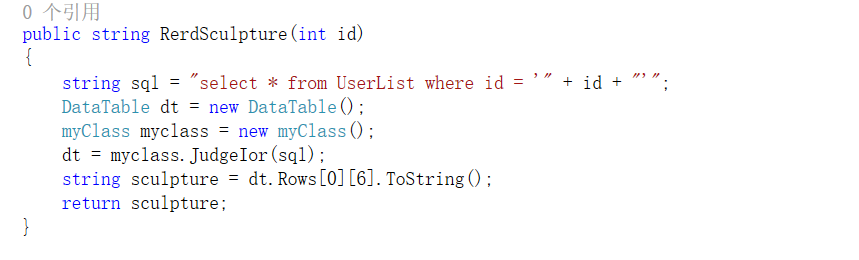 0 个引用
public string RerdSculpture(int id)
{
string sql = "select * from UserList where id = '" + id + "'";
DataTable dt = new DataTable();
myClass myclass = new myClass();
dt = myclass.JudgeIor(sql);
string sculpture = dt.Rows[0][6].ToString();
return sculpture;
}